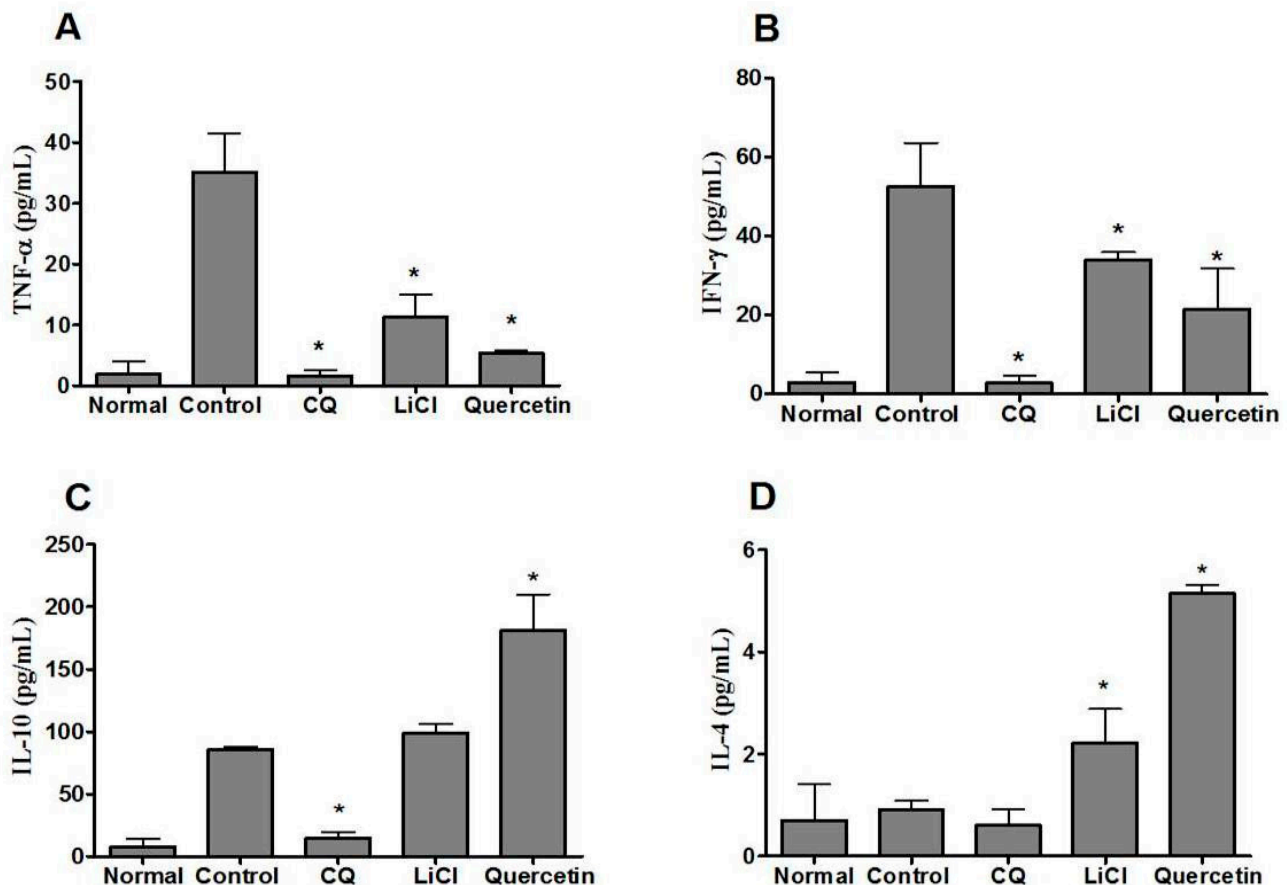 A
TNF-α (pg/mL)
50
40
30
20
10
0
*
*
*
Normal Control CQ LiCl Quercetin
B
IFN-γ (pg/mL)
80
60
40
20
0
*
*
*
Normal Control CQ LiCl Quercetin
C
IL-10 (pg/mL)
250
200
150
100
50
0
*
*
Normal Control CQ LiCl Quercetin
D
IL-4 (pg/mL)
6
4
2
0
*
*
Normal Control CQ LiCl Quercetin